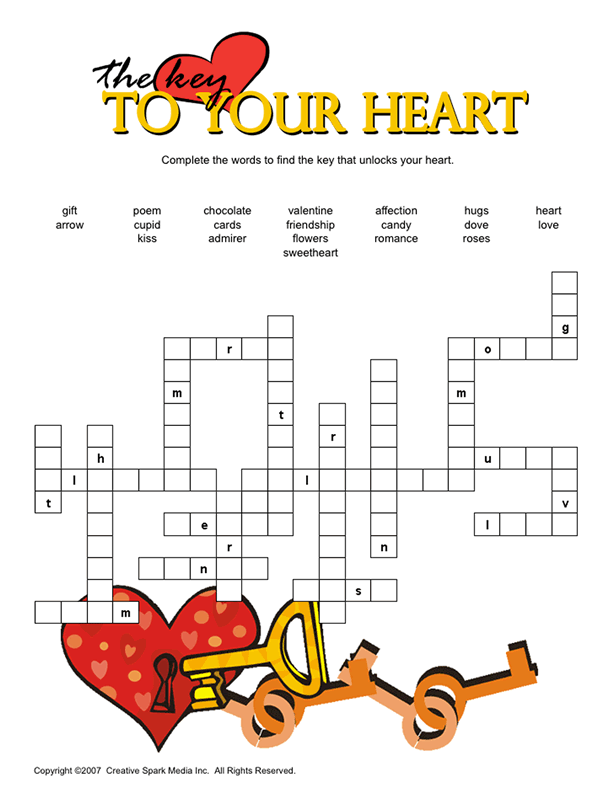 the key
TO YOUR HEART
Complete the words to find the key that unlocks your heart.
gift poem chocolate valentine affection hugs heart
arrow cupid cards friendship candy dove love
kiss admirer flowers romance roses
sweetheart
g
r o
m m
t
r
h u
l l
t v
e l
r n
n
s
m
Copyright ©2007 Creative Spark Media Inc. All Rights Reserved.